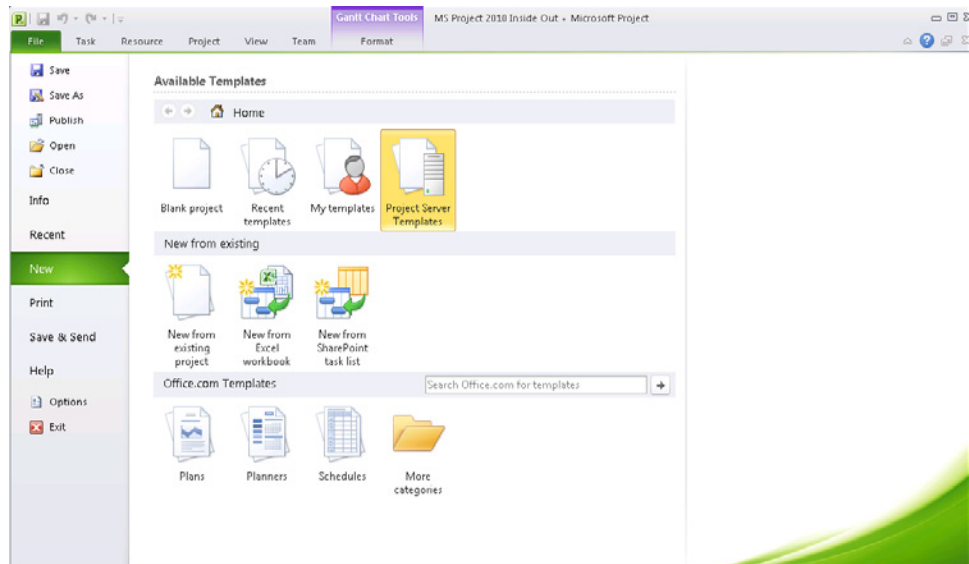 Gantt Chart Tools MS Project 2010 Inside Out - Microsoft Project
File Task Resource Project View Team Format
Save
Save As
Publish
Open
Close
Info
Recent
New
Print
Save & Send
Help
Options
Exit
Available Templates
Home
Blank project
Recent
templates
My templates
Project Server
Templates
New from existing
New from
existing
project
New from
Excel
workbook
New from
SharePoint
task list
Office.com Templates
Search Office.com for templates
Plans
Planners
Schedules
More
categories